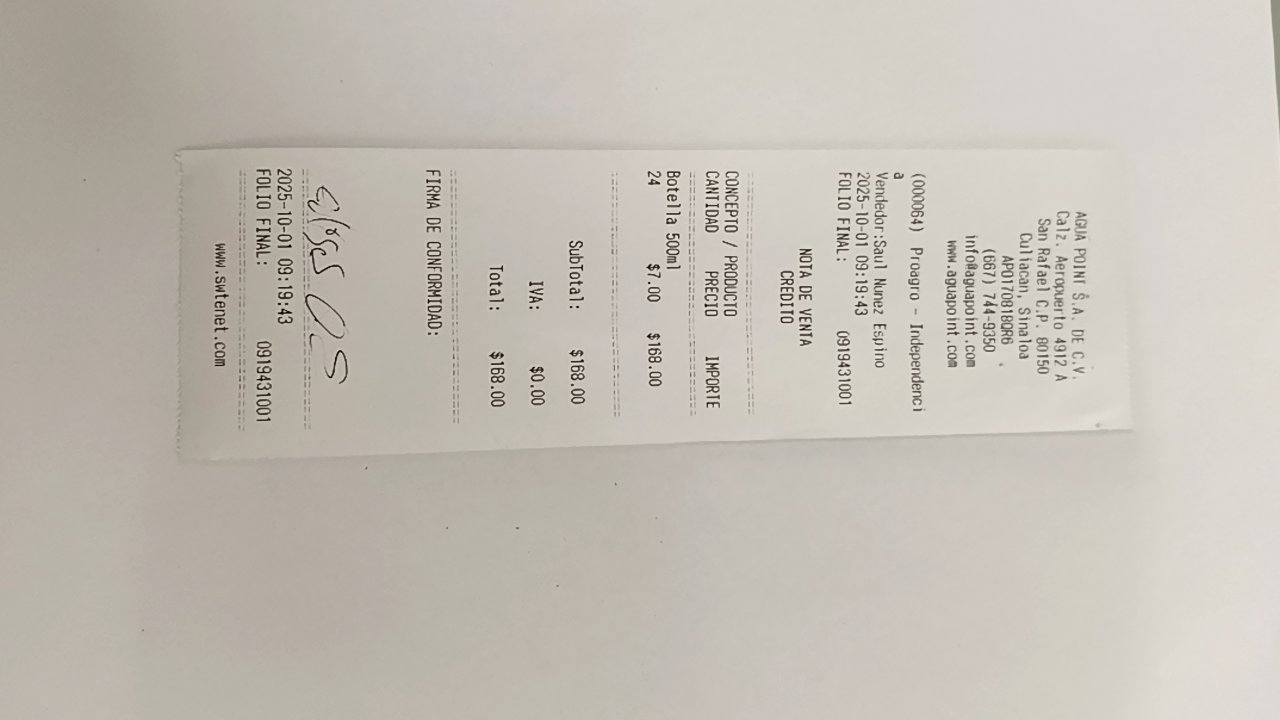 AGUA POINT S.A. DE C.V.
Calz. Aeropuerto 4912 A
San Rafael C.P. 80150
Culiacan, Sinaloa
APO170818QR6
(667) 744-9350
info@aguapoint.com
www.aguapoint.com
(000064) Proagro - Independenci
a
Vendedor:Saul Nunez Espino
2025-10-01 09:19:43
FOLIO FINAL: 0919431001
NOTA DE VENTA
CREDITO
CONCEPTO / PRODUCTO
CANTIDAD PRECIO IMPORTE
Botella 500ml
24 $7.00 $168.00
SubTotal: $168.00
IVA: $0.00
Total: $168.00
FIRMA DE CONFORMIDAD:
2025-10-01 09:19:43
FOLIO FINAL: 0919431001
www.swtenet.com